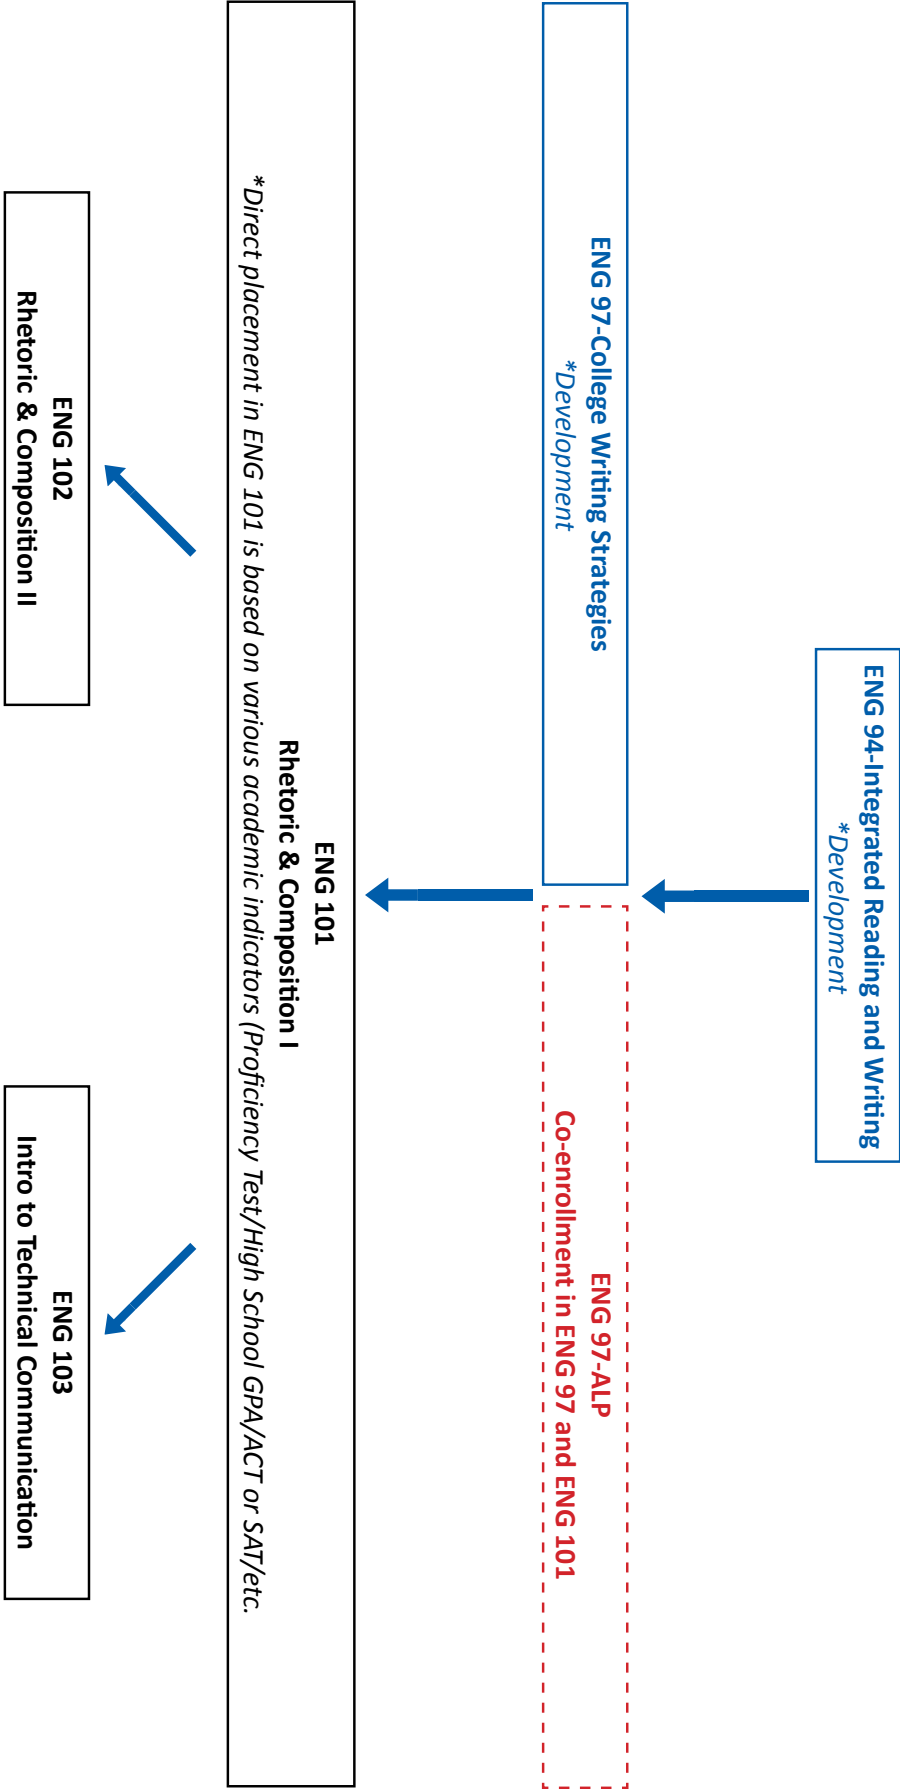 ENG 94-Integrated Reading and Writing
*Development
ENG 97-College Writing Strategies
*Development
ENG 97-ALP
Co-enrollment in ENG 97 and ENG 101
ENG 101
Rhetoric & Composition I
*Direct placement in ENG 101 is based on various academic indicators (Proficiency Test/High School GPA/ACT or SAT/etc.
ENG 102
Rhetoric & Composition II
ENG 103
Intro to Technical Communication